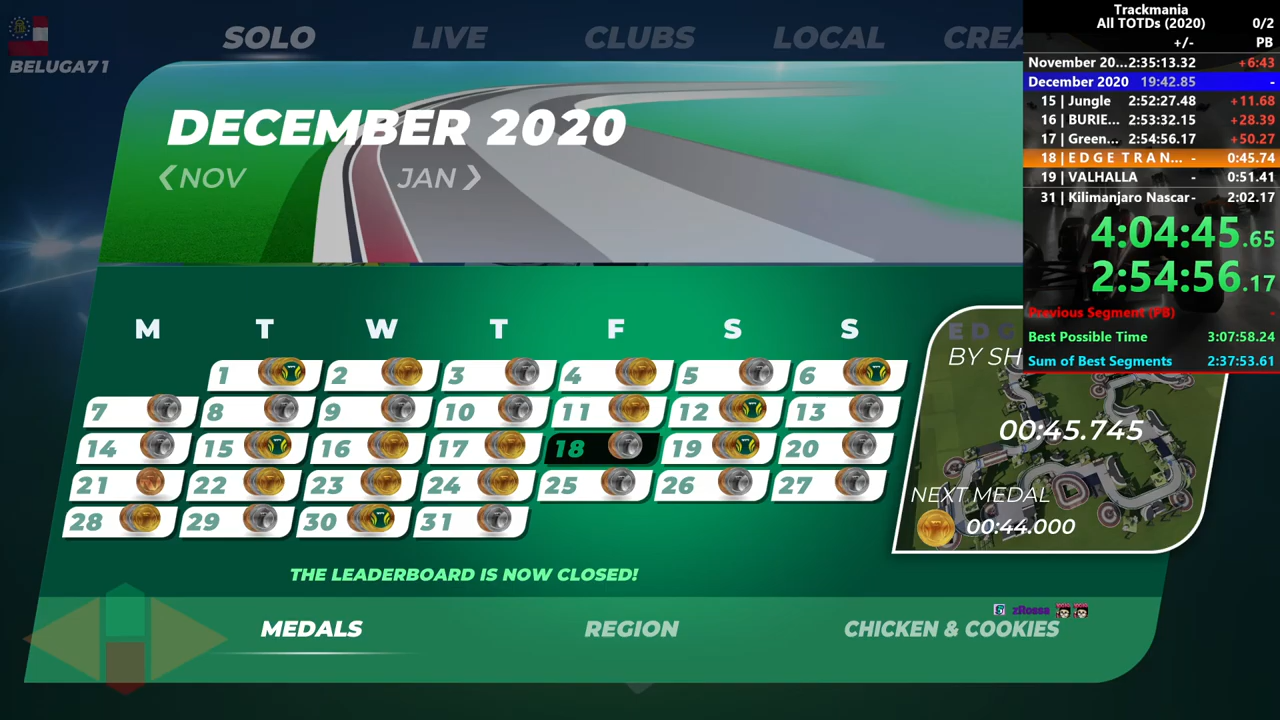 SOLO LIVE CLUBS LOCAL CREA
BELUGA71
DECEMBER 2020
❮NOV JAN❯
M T W T F S S
1 2 3 4 5 6
7 8 9 10 11 12 13
14 15 16 17 18 19 20
21 22 23 24 25 26 27
28 29 30 31
THE LEADERBOARD IS NOW CLOSED!
MEDALS REGION CHICKEN & COOKIES
zRossa
EDG
BY SH
00:45.745
NEXT MEDAL
00:44.000
Trackmania
All TOTDs (2020) 0/2
+/- PB
November 20... 2:35:13.32 +6:43
December 2020 19:42.85 -
15 | Jungle 2:52:27.48 +11.68
16 | BURIE... 2:53:32.15 +28.39
17 | Green... 2:54:56.17 +50.27
18 | E D G E T R A N... - 0:45.74
19 | VALHALLA - 0:51.41
31 | Kilimanjaro Nascar - 2:02.17
4:04:45.65
2:54:56.17
Previous Segment (PB) -
Best Possible Time 3:07:58.24
Sum of Best Segments 2:37:53.61